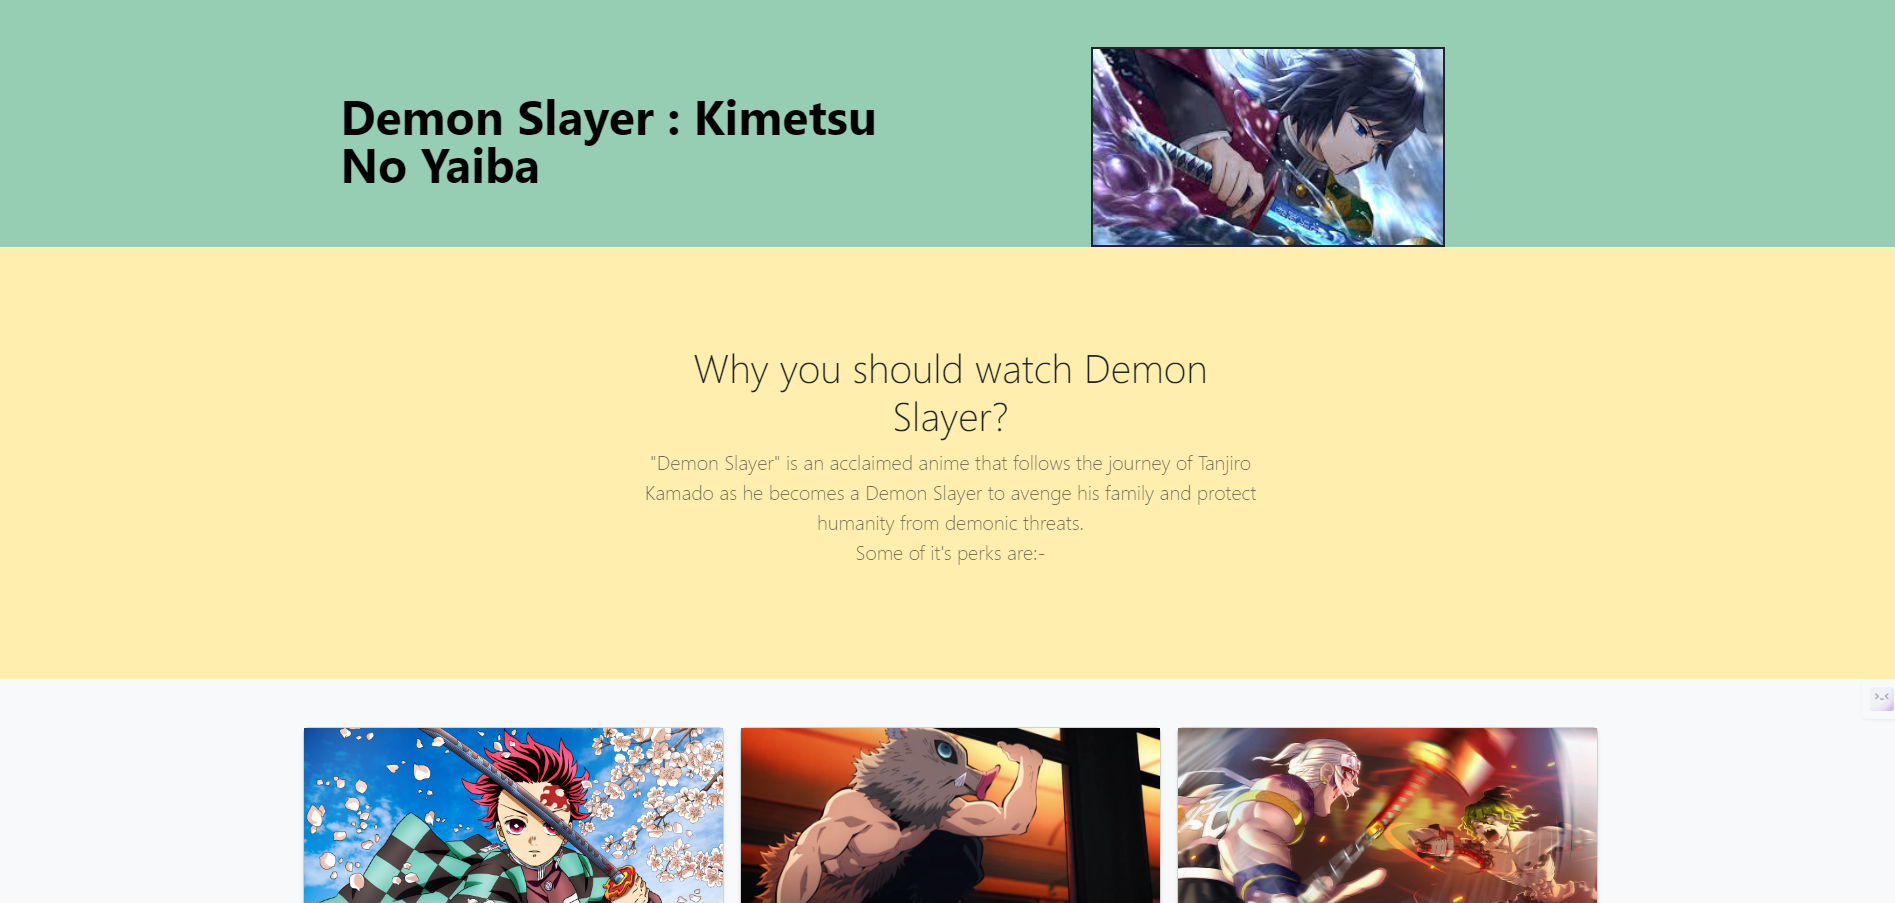 Demon Slayer : Kimetsu
No Yaiba
Why you should watch Demon
Slayer?
"Demon Slayer" is an acclaimed anime that follows the journey of Tanjiro
Kamado as he becomes a Demon Slayer to avenge his family and protect
humanity from demonic threats.
Some of it's perks are:-